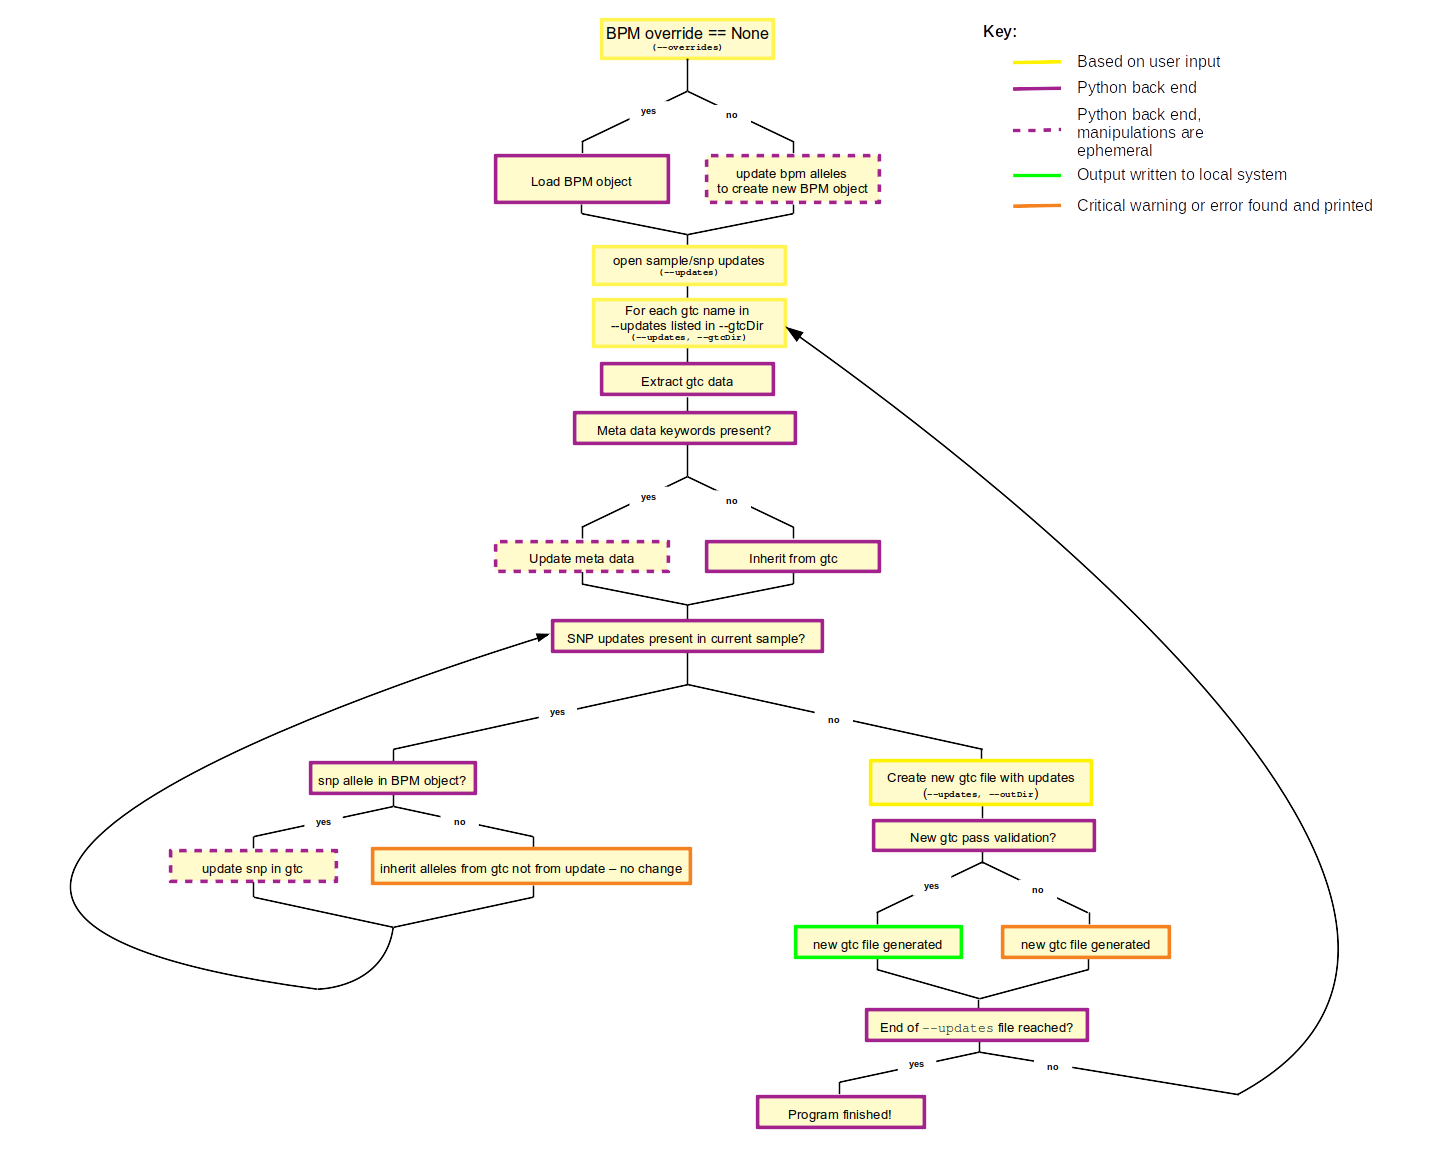 BPM override == None
(--overrides)
Key:
Based on user input
Python back end
Python back end,
manipulations are
ephemeral
Output written to local system
Critical warning or error found and printed
yes
no
Load BPM object
update bpm alleles
to create new BPM object
open sample/snp updates
(--updates)
For each gtc name in
--updates listed in --gtcDir
(--updates, --gtcDir)
Extract gtc data
Meta data keywords present?
yes
no
Update meta data
Inherit from gtc
SNP updates present in current sample?
yes
no
snp allele in BPM object?
Create new gtc file with updates
(--updates, --outDir)
yes
no
New gtc pass validation?
update snp in gtc
inherit alleles from gtc not from update – no change
yes
no
new gtc file generated
new gtc file generated
End of --updates file reached?
yes
no
Program finished!